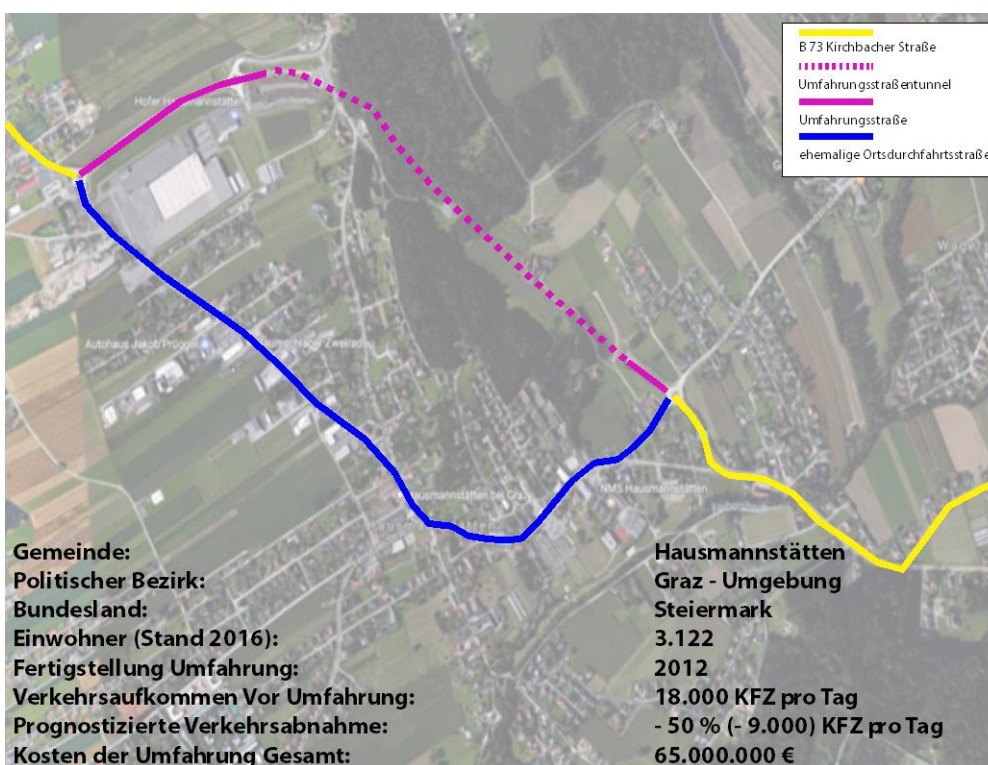 B 73 Kirchbacher Straße
Umfahrungsstraßentunnel
Umfahrungsstraße
ehemalige Ortsdurchfahrtsstraße
Autohaus Jakob Prügger
Zweirad
Hausmannstätten bei Graz
NMS Hausmannstätten
Gemeinde: Hausmannstätten
Politischer Bezirk: Graz - Umgebung
Bundesland: Steiermark
Einwohner (Stand 2016): 3.122
Fertigstellung Umfahrung: 2012
Verkehrsaufkommen Vor Umfahrung: 18.000 KFZ pro Tag
Prognostizierte Verkehrsabnahme: - 50 % (- 9.000) KFZ pro Tag
Kosten der Umfahrung Gesamt: 65.000.000 €